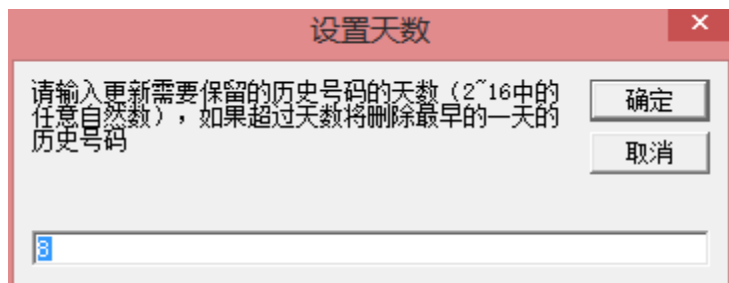 设置天数
×
请输入更新需要保留的历史号码的天数（2~16中的
任意自然数），如果超过天数将删除最早的一天的
历史号码
确定
取消
8